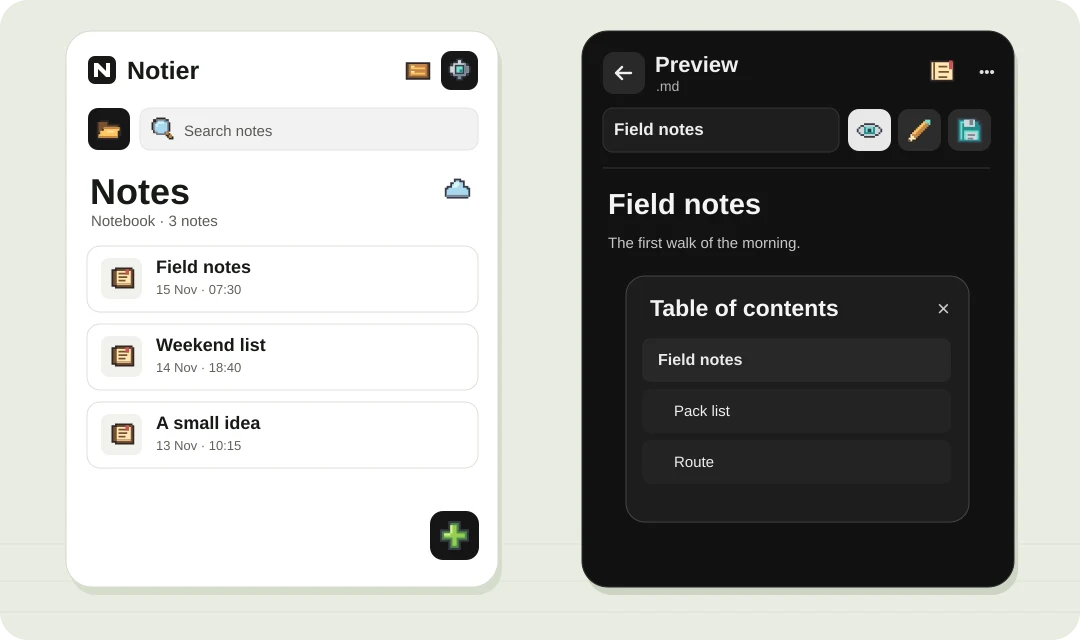 N Notier
Search notes
Notes
Notebook · 3 notes
Field notes
15 Nov · 07:30
Weekend list
14 Nov · 18:40
A small idea
13 Nov · 10:15
Preview
.md
Field notes
Field notes
The first walk of the morning.
Table of contents
Field notes
Pack list
Route